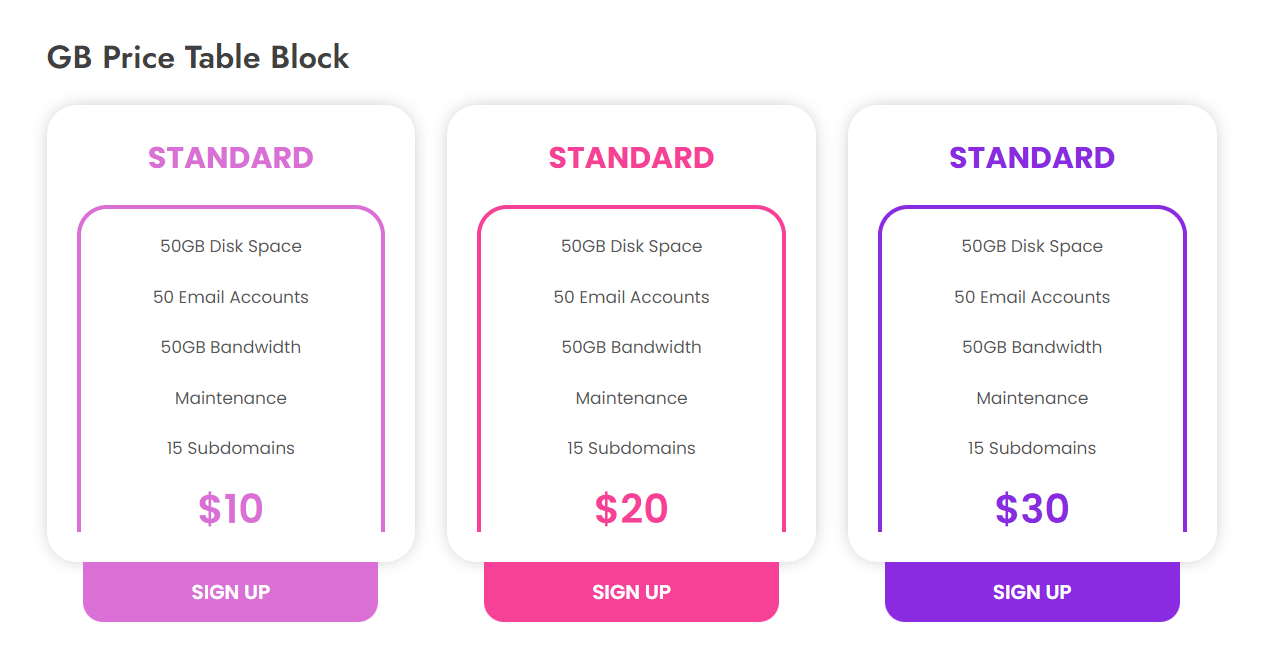 GB Price Table Block
STANDARD
50GB Disk Space
50 Email Accounts
50GB Bandwidth
Maintenance
15 Subdomains
$10
SIGN UP
STANDARD
50GB Disk Space
50 Email Accounts
50GB Bandwidth
Maintenance
15 Subdomains
$20
SIGN UP
STANDARD
50GB Disk Space
50 Email Accounts
50GB Bandwidth
Maintenance
15 Subdomains
$30
SIGN UP